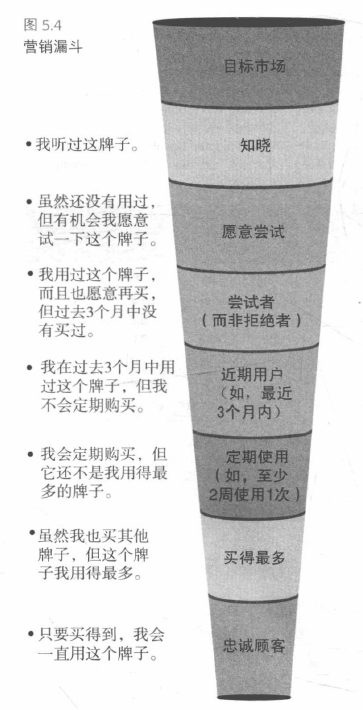 图 5.4
营销漏斗
目标市场
• 我听过这牌子。
知晓
• 虽然还没有用过，
但有机会我愿意
试一下这个牌子。
愿意尝试
• 我用过这个牌子，
而且也愿意再买，
但过去3个月中没
有买过。
尝试者
（而非拒绝者）
• 我在过去3个月中用
过这个牌子，但我
不会定期购买。
近期用户
（如，最近
3个月内）
• 我会定期购买，但
它还不是我用得最
多的牌子。
定期使用
（如，至少
2周使用1次）
• 虽然我也买其他
牌子，但这个牌
子我用得最多。
买得最多
• 只要买得到，我会
一直用这个牌子。
忠诚顾客